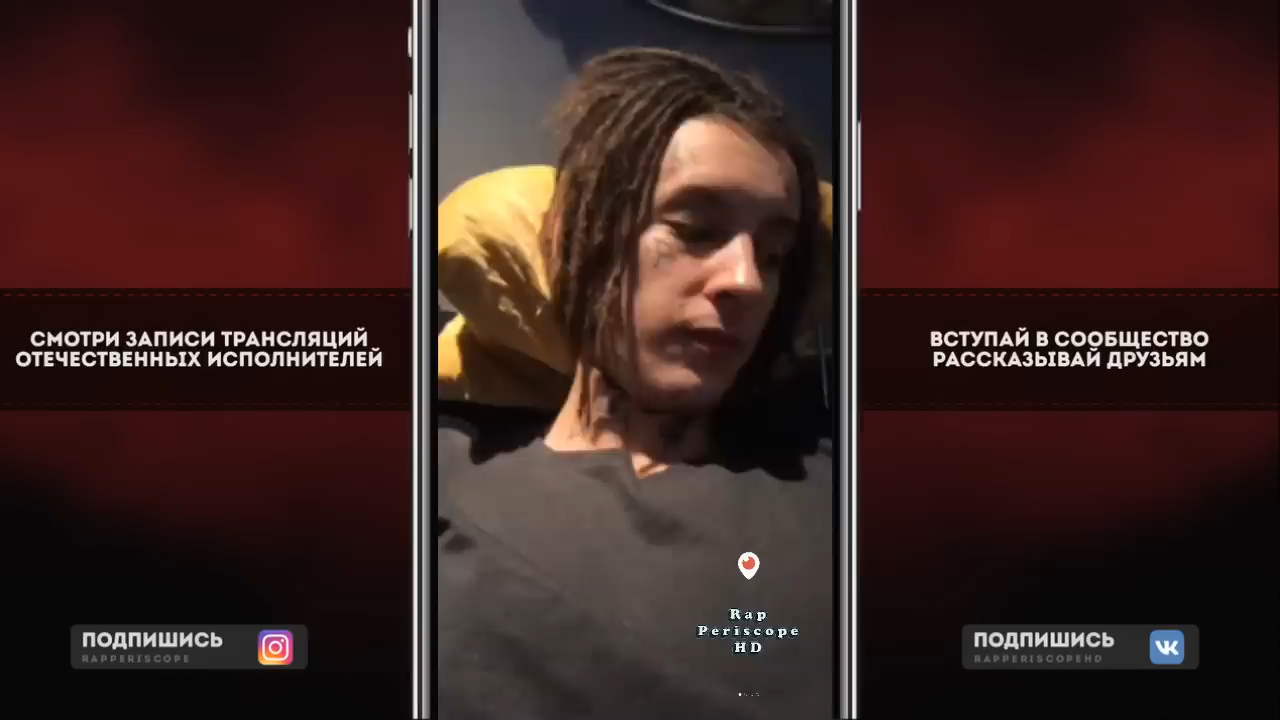 СМОТРИ ЗАПИСИ ТРАНСЛЯЦИЙ
ОТЕЧЕСТВЕННЫХ ИСПОЛНИТЕЛЕЙ
ВСТУПАЙ В СООБЩЕСТВО
РАССКАЗЫВАЙ ДРУЗЬЯМ
Rap
Periscope
HD
ПОДПИШИСЬ
RAPPERISCOPE
ПОДПИШИСЬ
RAPPERISCOPEHD